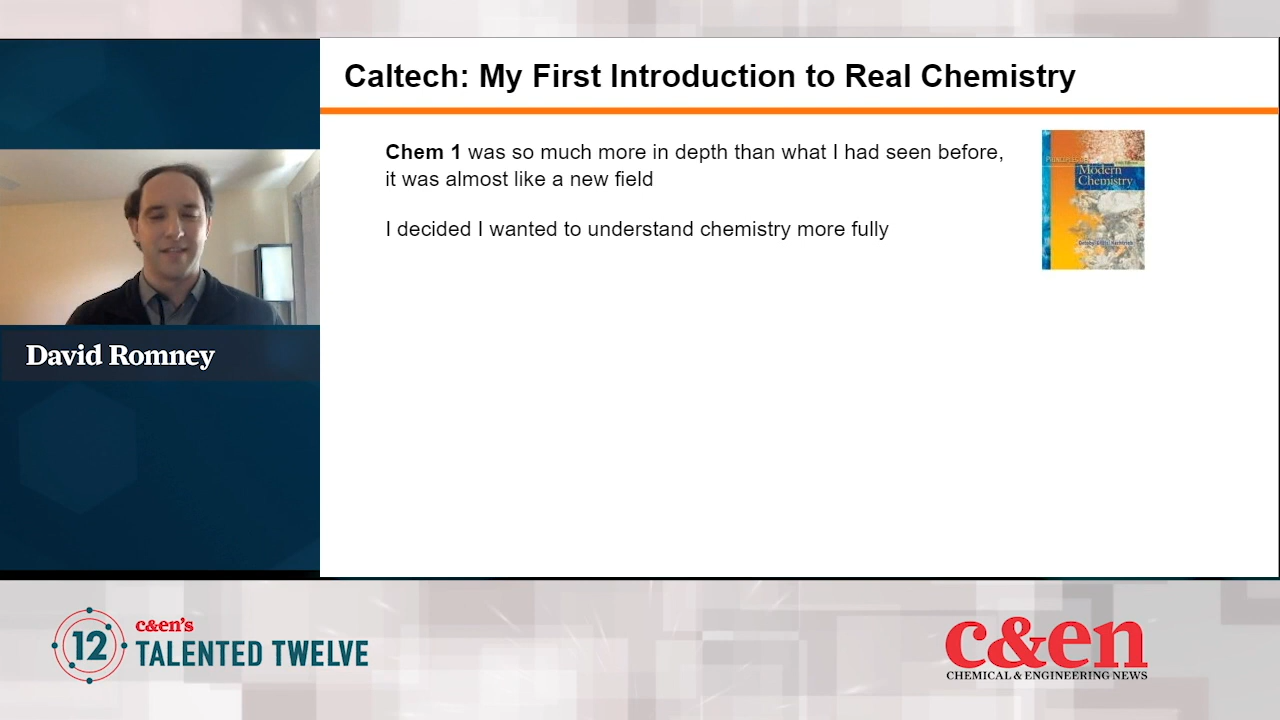 Caltech: My First Introduction to Real Chemistry
Chem 1 was so much more in depth than what I had seen before,
it was almost like a new field
I decided I wanted to understand chemistry more fully
PRINCIPLES OF
Modern
Chemistry
David Romney
12
c&en's
TALENTED TWELVE
c&en
CHEMICAL & ENGINEERING NEWS